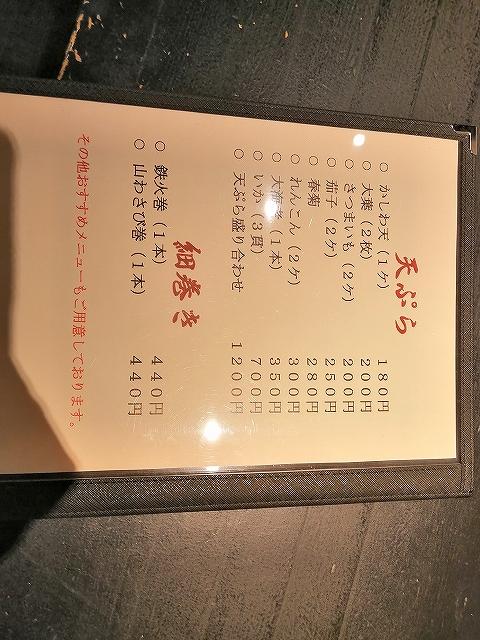 天ぷら
○ かしわ天(1ケ) 180円
○ 大葉(2枚) 200円
○ さつまいも(2ケ) 200円
○ 茄子(2ケ) 250円
○ 春菊 280円
○ れんこん(2ケ) 300円
○ 大海老(1本) 350円
○ いか(3貫) 700円
○ 天ぷら盛り合わせ 1200円
細巻き
○ 鉄火巻(1本) 440円
○ 山わさび巻(1本) 440円
その他おすすめメニューもご用意しております。